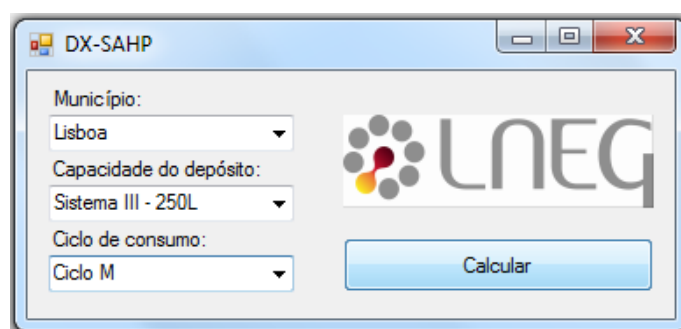 DX-SAHP
Município:
Lisboa
Capacidade do depósito:
Sistema III - 250L
Ciclo de consumo:
Ciclo M
LNEG
Calcular